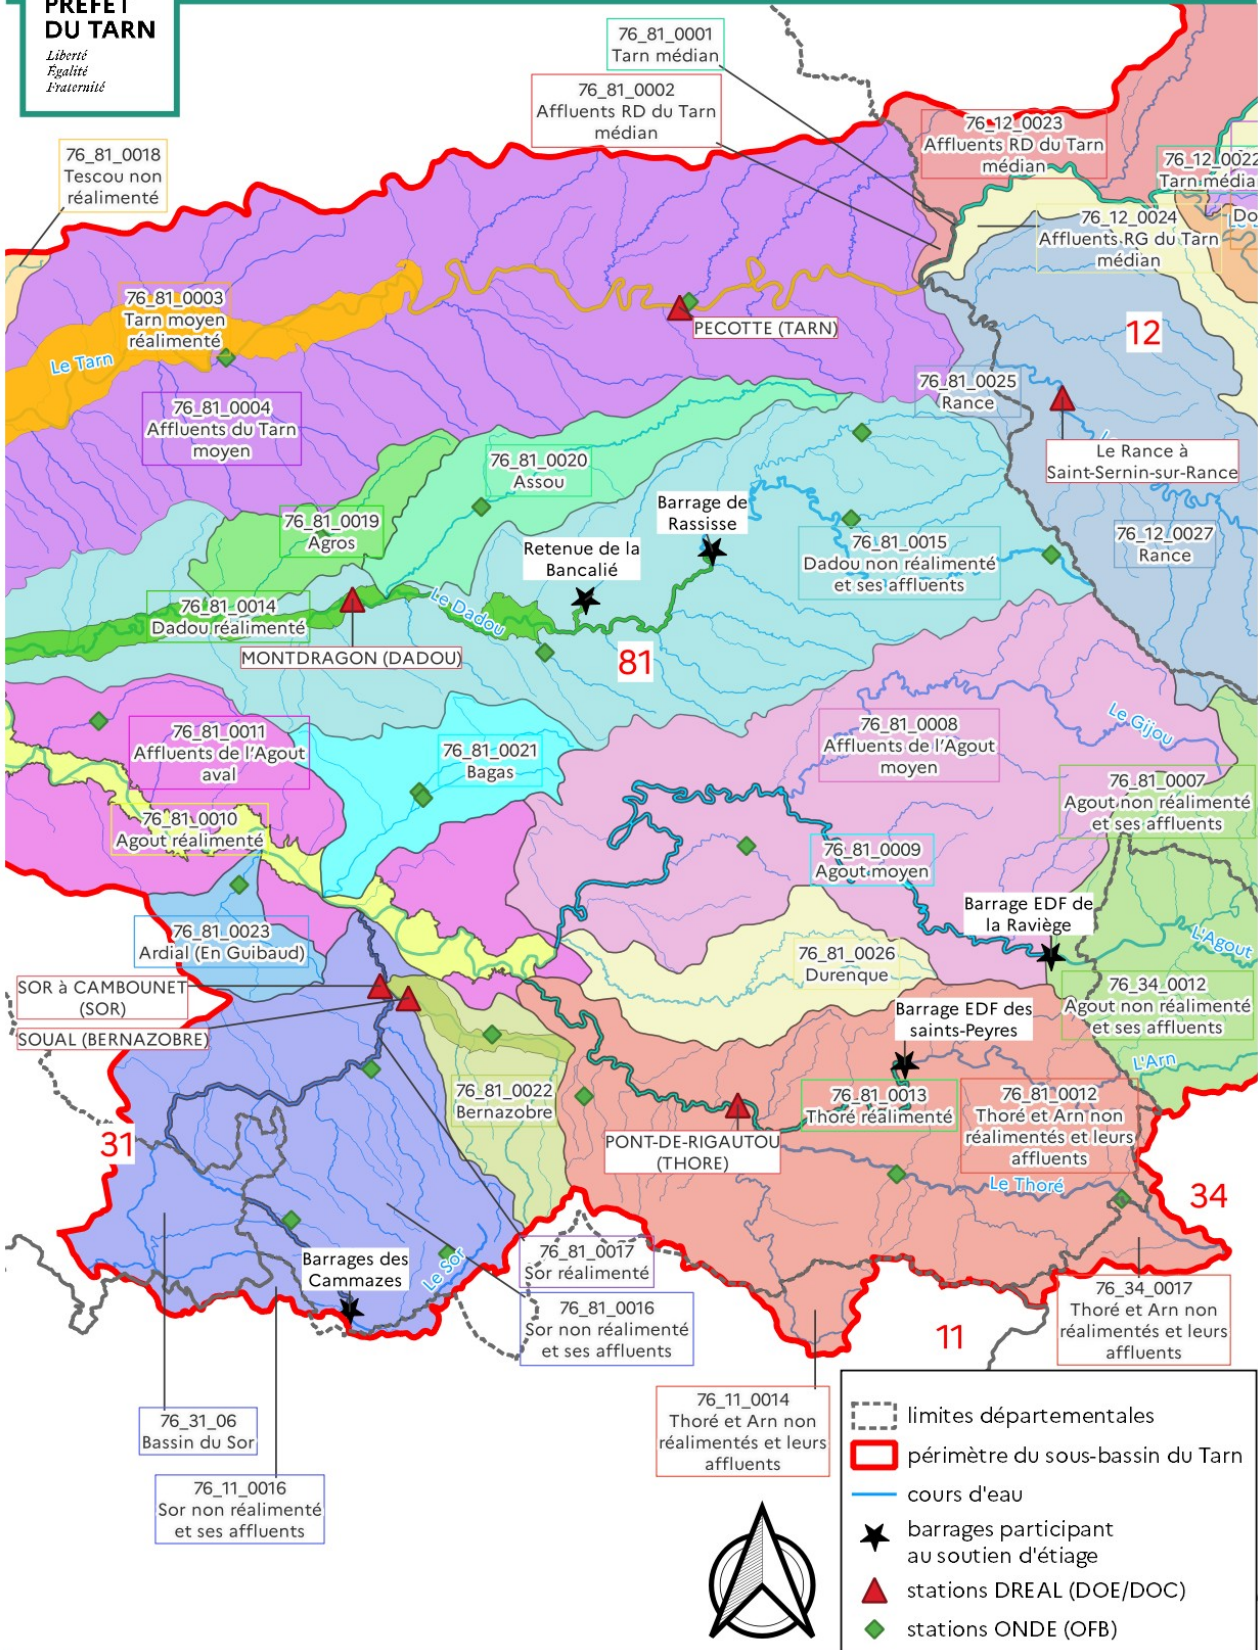 PRÉFET
DU TARN
Liberté
Égalité
Fraternité
76_81_0001
Tarn médian
76_81_0002
Affluents RD du Tarn
médian
76_12_0023
Affluents RD du Tarn
médian
76_12_0022
Tarn média
76_81_0018
Tescou non
réalimenté
76_12_0024
Affluents RG du Tarn
médian
Do
76_81_0003
Tarn moyen
réalimenté
Le Tarn
PECOTTE (TARN)
12
76_81_0004
Affluents du Tarn
moyen
76_81_0025
Rance
Le Rance à
Saint-Sernin-sur-Rance
76_81_0020
Assou
76_81_0019
Agros
Barrage de
Rassisse
Retenue de la
Bancalié
76_81_0015
Dadou non réalimenté
et ses affluents
76_12_0027
Rance
76_81_0014
Dadou réalimenté
Le Dadou
MONTDRAGON (DADOU)
81
76_81_0011
Affluents de l'Agout
aval
76_81_0021
Bagas
76_81_0008
Affluents de l'Agout
moyen
Le Gijou
76_81_0007
Agout non réalimenté
et ses affluents
76_81_0010
Agout réalimenté
76_81_0009
Agout moyen
Barrage EDF de
la Raviège
76_81_0023
Ardial (En Guibaud)
76_81_0026
Durenque
L'Agout
SOR à CAMBOUNET
(SOR)
SOUAL (BERNAZOBRE)
76_34_0012
Agout non réalimenté
et ses affluents
Barrage EDF des
saints-Peyres
L'Arn
76_81_0022
Bernazobre
76_81_0013
Thoré réalimenté
76_81_0012
Thoré et Arn non
réalimentés et leurs
affluents
31
PONT-DE-RIGAUTOU
(THORE)
Le Thoré
34
Barrages des
Cammazes
Le Sor
76_81_0017
Sor réalimenté
76_81_0016
Sor non réalimenté
et ses affluents
76_34_0017
Thoré et Arn non
réalimentés et leurs
affluents
11
76_11_0014
Thoré et Arn non
réalimentés et leurs
affluents
76_31_06
Bassin du Sor
76_11_0016
Sor non réalimenté
et ses affluents
limites départementales
périmètre du sous-bassin du Tarn
cours d'eau
barrages participant
au soutien d'étiage
stations DREAL (DOE/DOC)
stations ONDE (OFB)